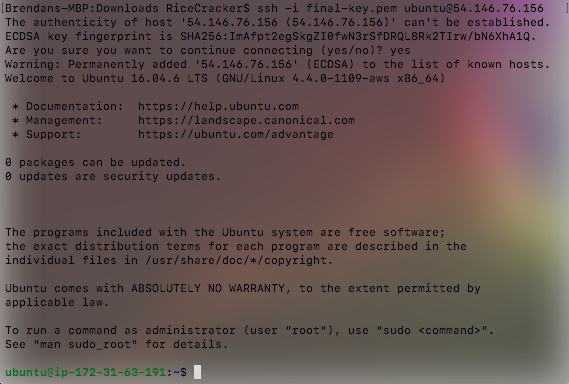 [Brendans-MBP:Downloads RiceCracker$ ssh -i final-key.pem ubuntu@54.146.76.156 ]
The authenticity of host '54.146.76.156 (54.146.76.156)' can't be established.
ECDSA key fingerprint is SHA256:ImAfpt2egSkgZI0fwN3rSfDRQL8Rk2TIrw/bN6XhA1Q.
Are you sure you want to continue connecting (yes/no)? yes
Warning: Permanently added '54.146.76.156' (ECDSA) to the list of known hosts.
Welcome to Ubuntu 16.04.6 LTS (GNU/Linux 4.4.0-1109-aws x86_64)
* Documentation: https://help.ubuntu.com
* Management: https://landscape.canonical.com
* Support: https://ubuntu.com/advantage
0 packages can be updated.
0 updates are security updates.
The programs included with the Ubuntu system are free software;
the exact distribution terms for each program are described in the
individual files in /usr/share/doc/*/copyright.
Ubuntu comes with ABSOLUTELY NO WARRANTY, to the extent permitted by
applicable law.
To run a command as administrator (user "root"), use "sudo <command>".
See "man sudo_root" for details.
ubuntu@ip-172-31-63-191:~$